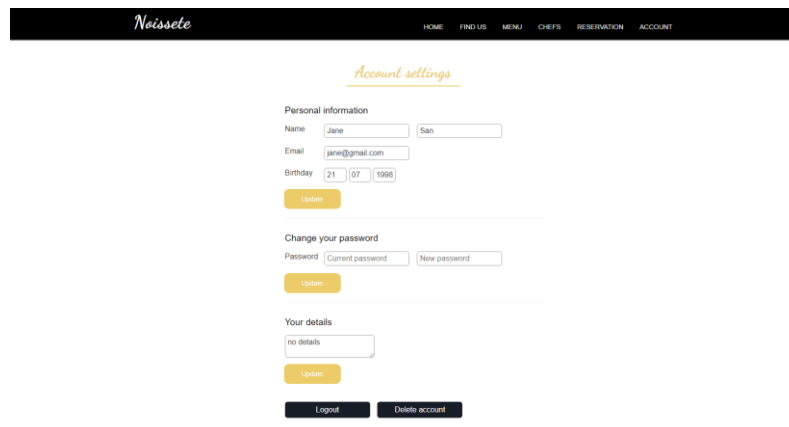 Noissete HOME FIND US MENU CHEFS RESERVATION ACCOUNT
Account settings
Personal information
Name Jane San
Email jane@gmail.com
Birthday 21 07 1998
Update
Change your password
Password Current password New password
Update
Your details
no details
Update
Logout Delete account